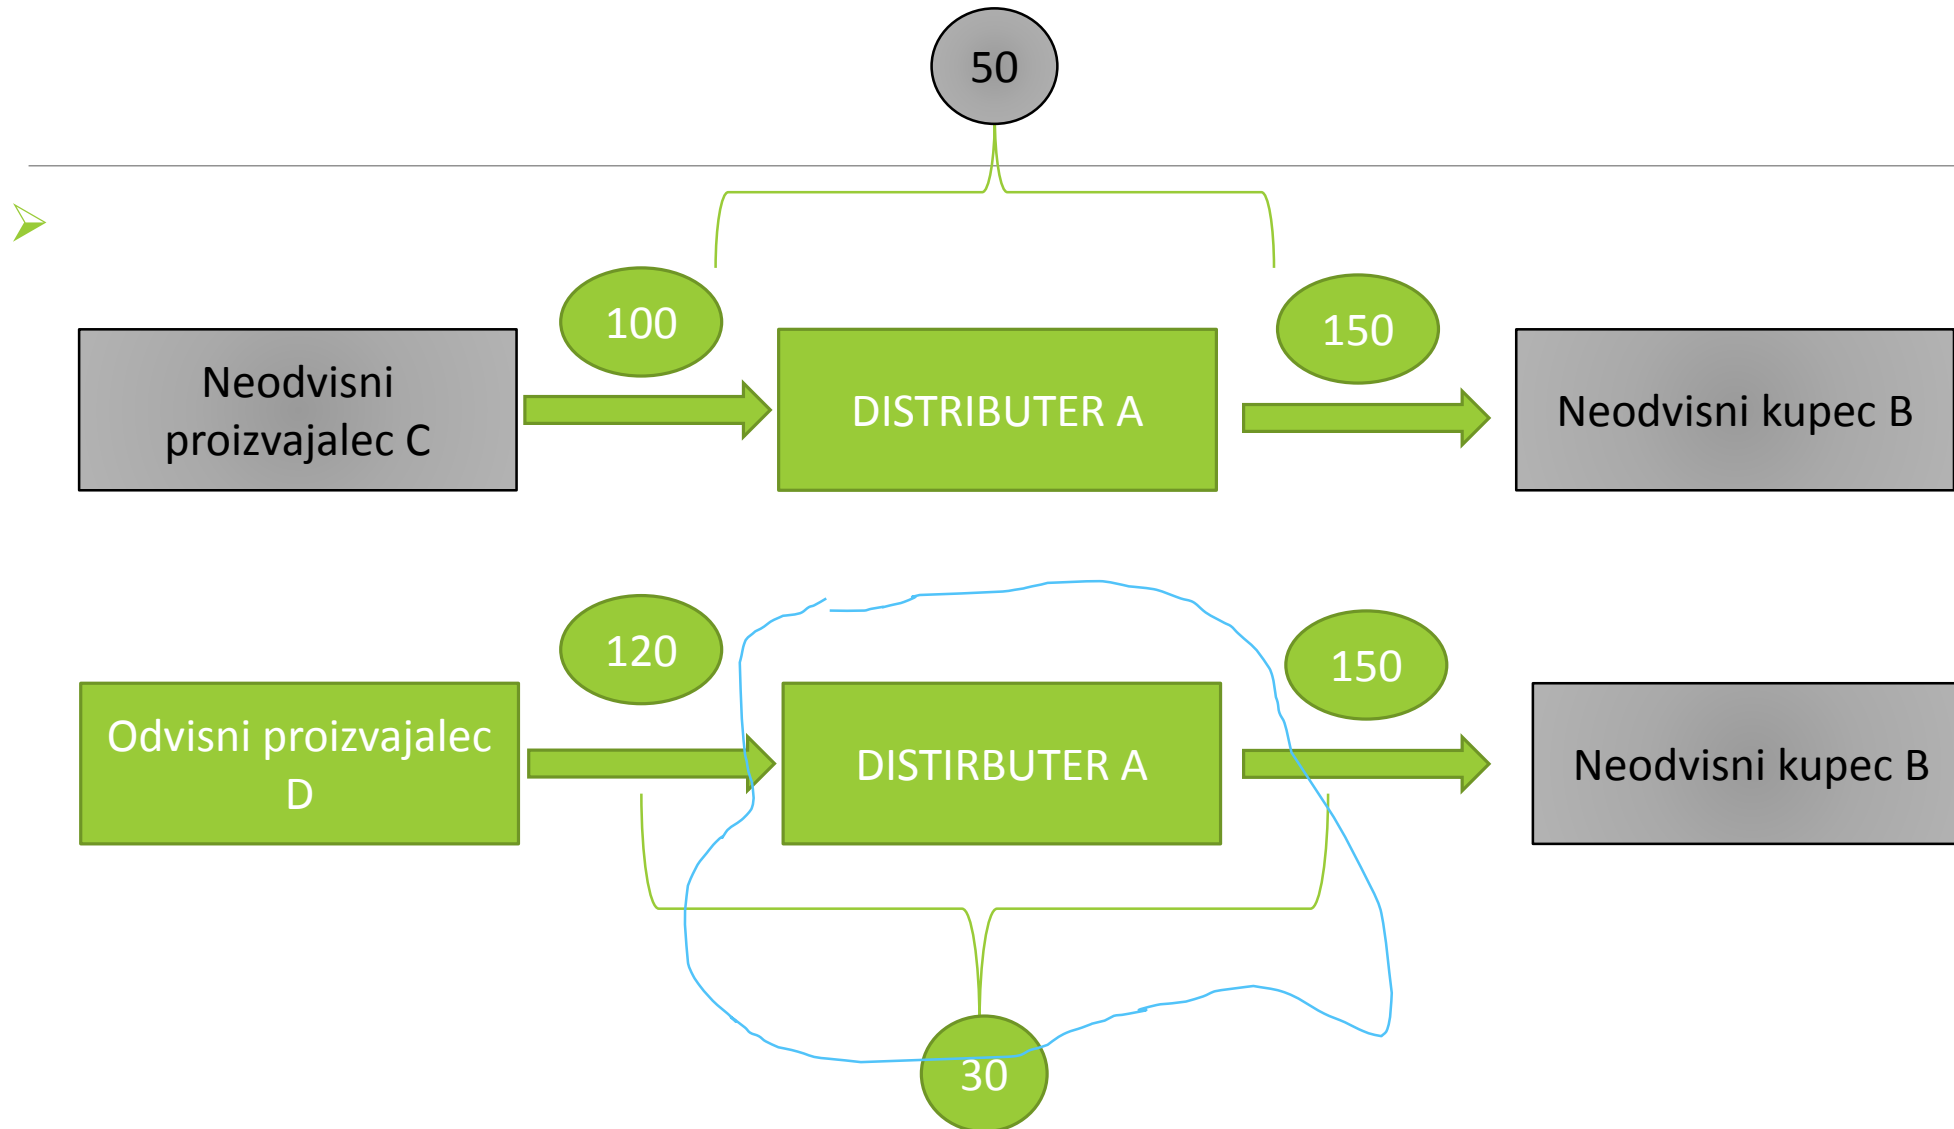 50
100
150
Neodvisni
proizvajalec C
DISTRIBUTER A
Neodvisni kupec B
120
150
Odvisni proizvajalec
D
DISTIRBUTER A
Neodvisni kupec B
30